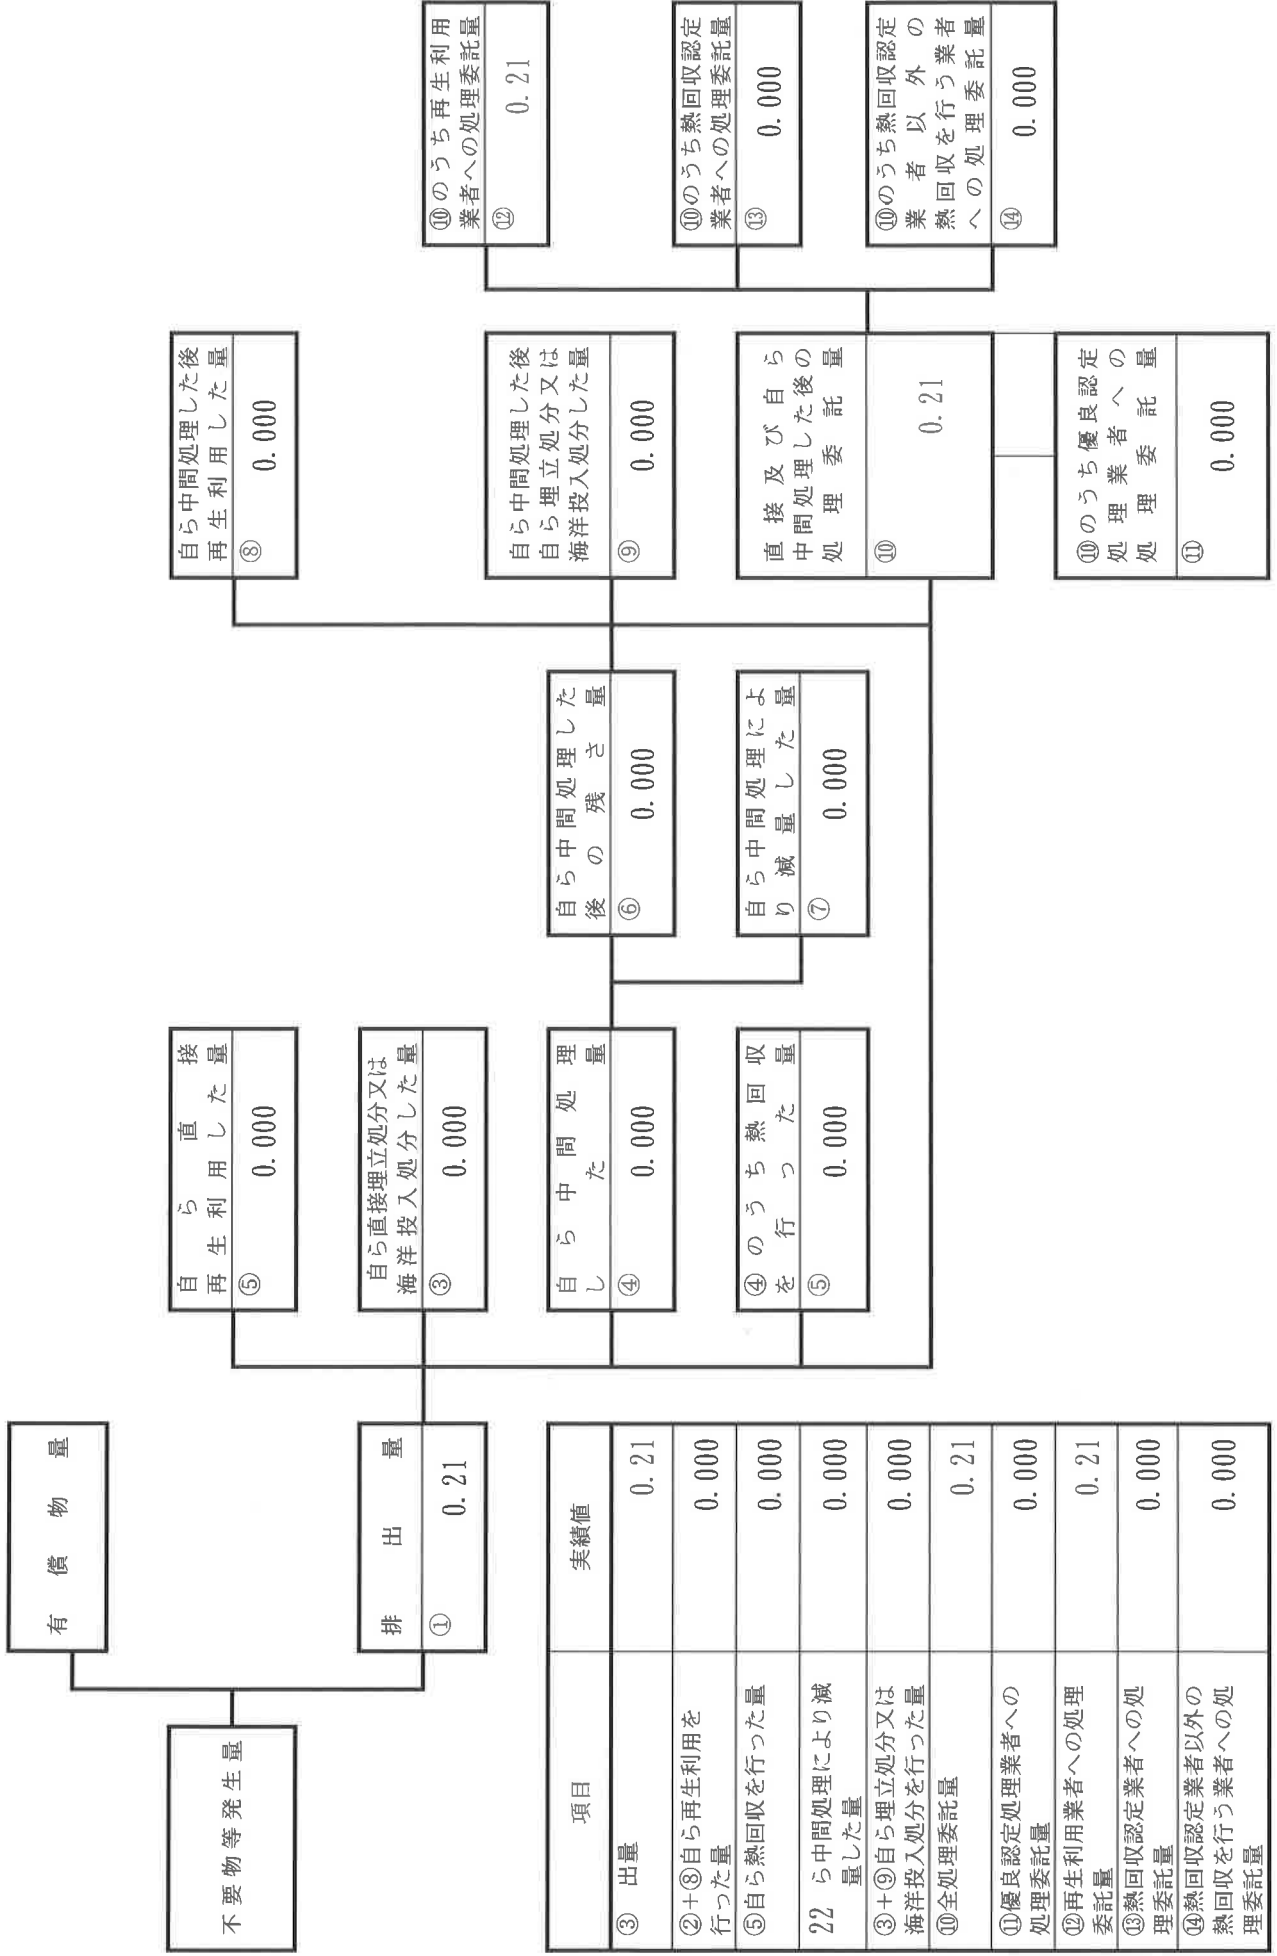 不要物等発生量
有償物量
排出量
① 0.21
自ら直接
再生利用した量
⑤ 0.000
自ら直接埋立処分又は
海洋投入処分した量
③ 0.000
自ら中間処理
した量
④ 0.000
④のうち熱回収
を行った量
⑤ 0.000
自ら中間処理した
後の残さ量
⑥ 0.000
自ら中間処理によ
り減量した量
⑦ 0.000
自ら中間処理した後
再生利用した量
⑧ 0.000
自ら中間処理した後
自ら埋立処分又は
海洋投入処分した量
⑨ 0.000
直接及び自ら
中間処理した後の
処理委託量
⑩ 0.21
⑩のうち優良認定
処理業者への
処理委託量
⑪ 0.000
⑩のうち再生利用
業者への処理委託量
⑫ 0.21
⑩のうち熱回収認定
業者への処理委託量
⑬ 0.000
⑩のうち熱回収認定
業者以外の
熱回収を行う業者
への処理委託量
⑭ 0.000
項目 実績値
③ 出量 0.21
②+⑧自ら再生利用を
行った量 0.000
⑤自ら熱回収を行った量 0.000
22 ら中間処理により減
量した量 0.000
③+⑨自ら埋立処分又は
海洋投入処分を行った量 0.000
⑩全処理委託量 0.21
⑪優良認定処理業者への
処理委託量 0.000
⑫再生利用業者への処理
委託量 0.21
⑬熱回収認定業者への処
理委託量 0.000
⑭熱回収認定業者以外の
熱回収を行う業者への処
理委託量 0.000